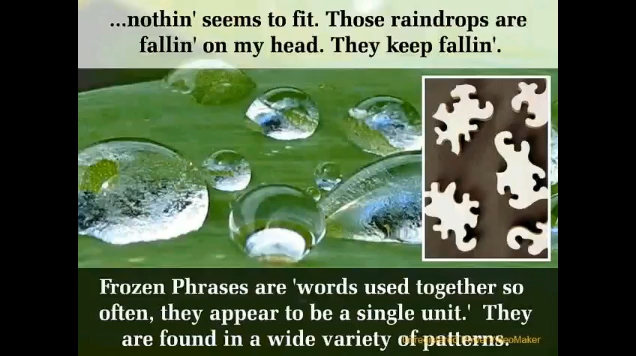 ...nothin' seems to fit. Those raindrops are
fallin' on my head. They keep fallin'.
Frozen Phrases are 'words used together so
often, they appear to be a single unit.' They
are found in a wide variety of patterns.